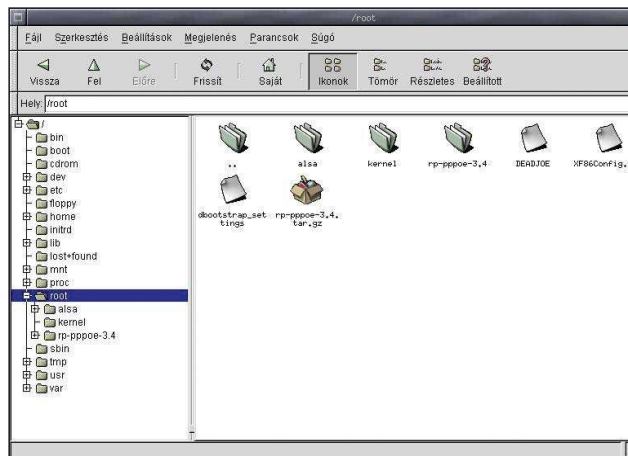 /root
Fájl Szerkesztés Beállítások Megjelenés Parancsok Súgó
Vissza Fel Előre Frissít Saját Ikonok Tömör Részletes Beállított
Hely: /root
/
bin
boot
cdrom
dev
etc
floppy
home
initrd
lib
lost+found
mnt
proc
root
alsa
kernel
rp-pppoe-3.4
sbin
tmp
usr
var
.. alsa kernel rp-pppoe-3.4 DEADJOE XF86Config.
dbootstrap_set
tings
rp-pppoe-3.4.
tar.gz